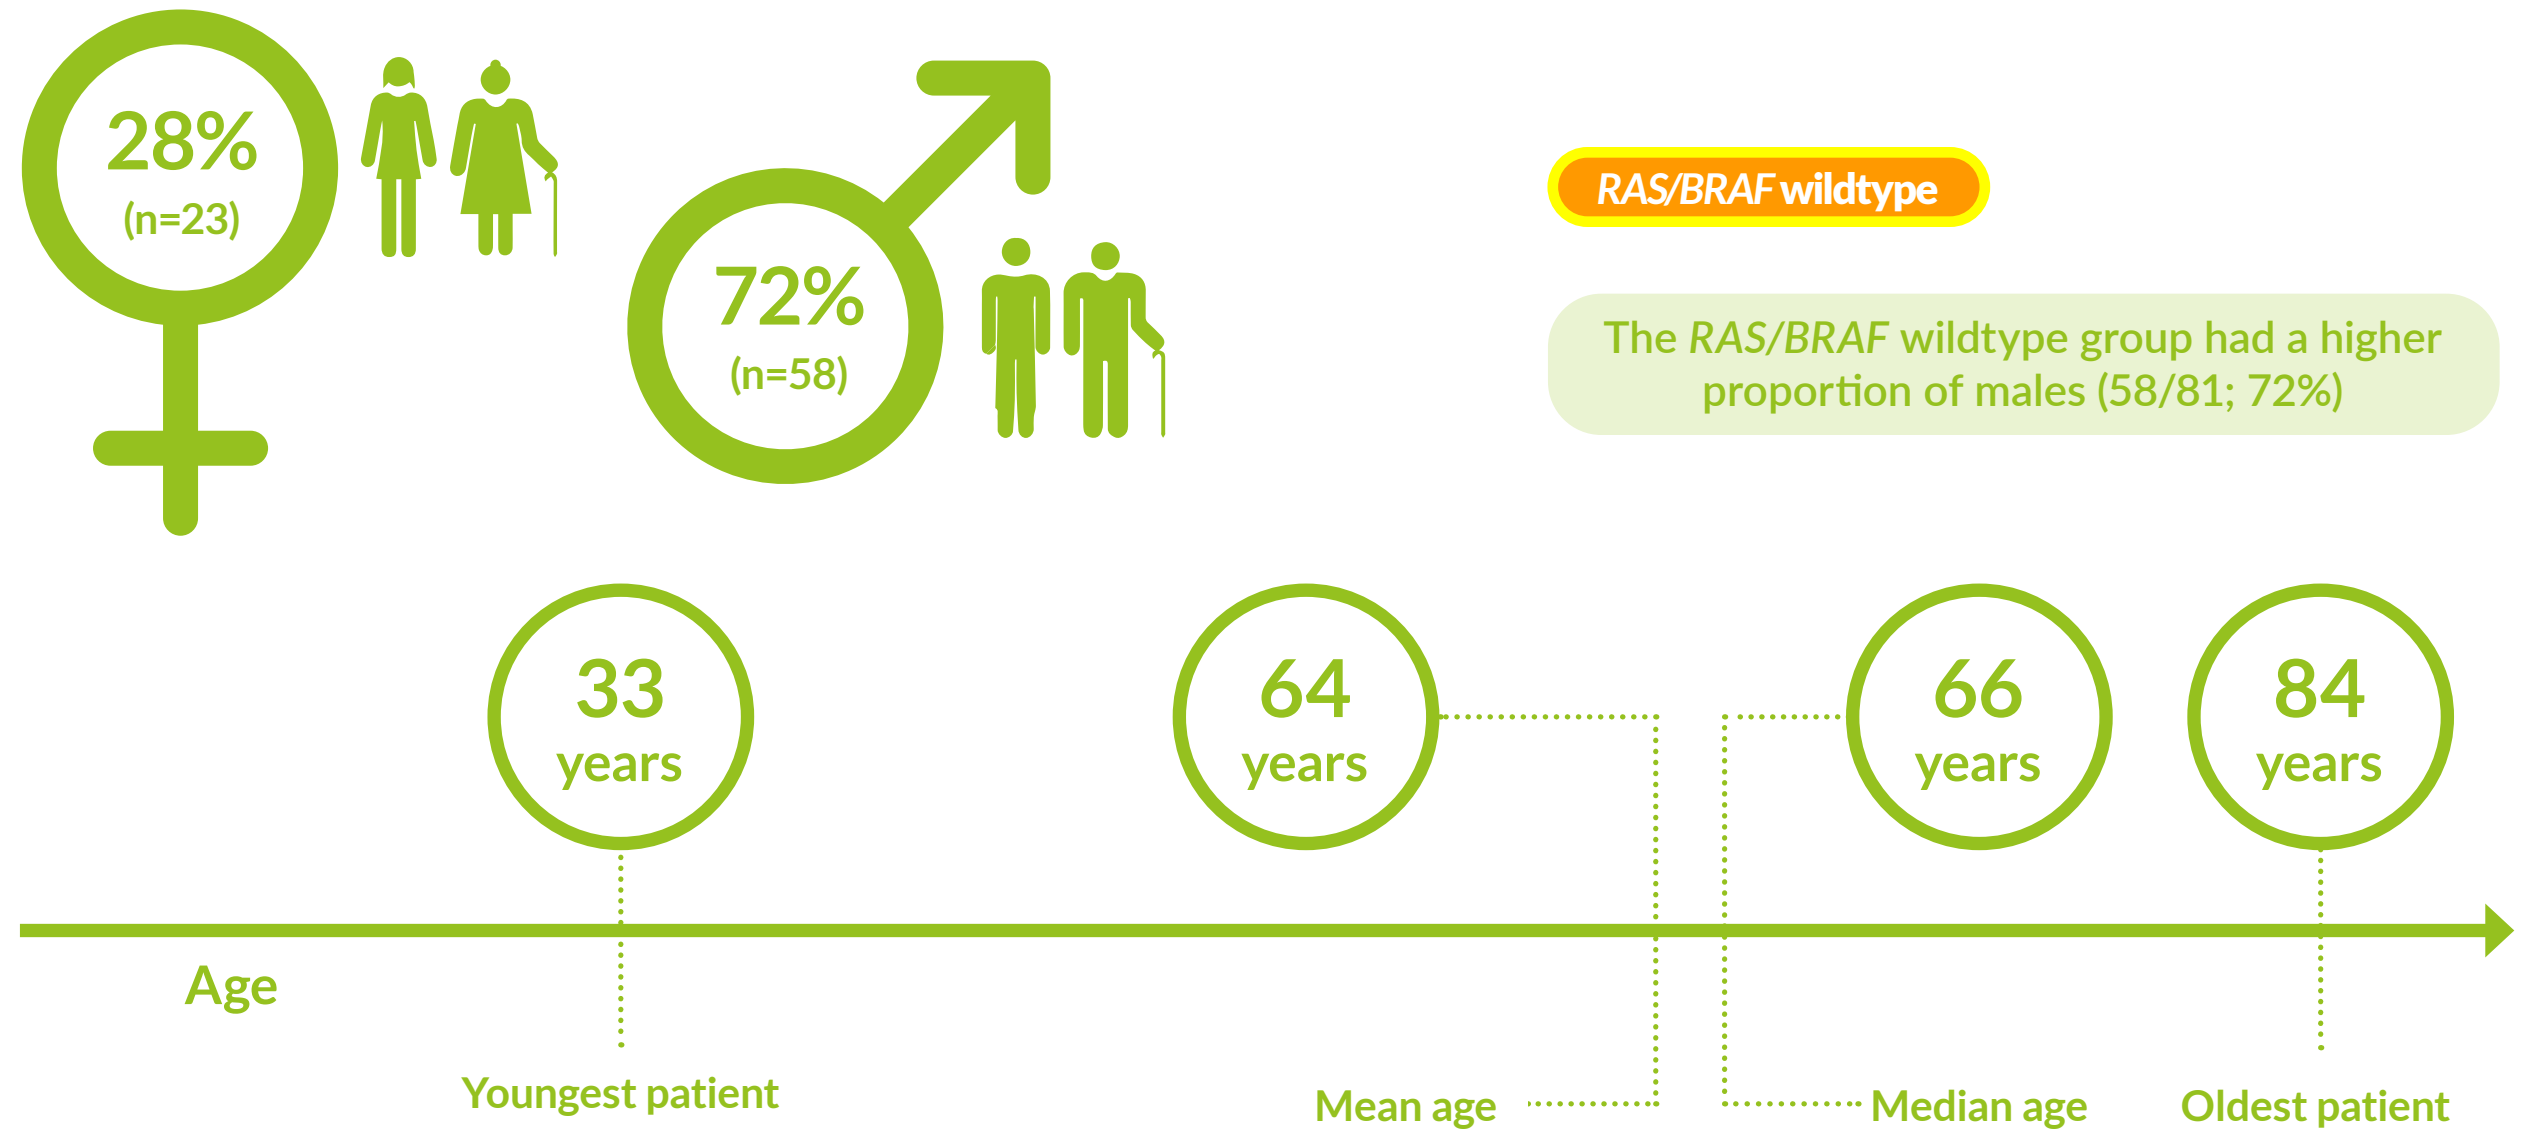 28%
(n=23)
72%
(n=58)
RAS/BRAF wildtype
The RAS/BRAF wildtype group had a higher
proportion of males (58/81; 72%)
33
years
64
years
66
years
84
years
Age
Youngest patient
Mean age
Median age
Oldest patient